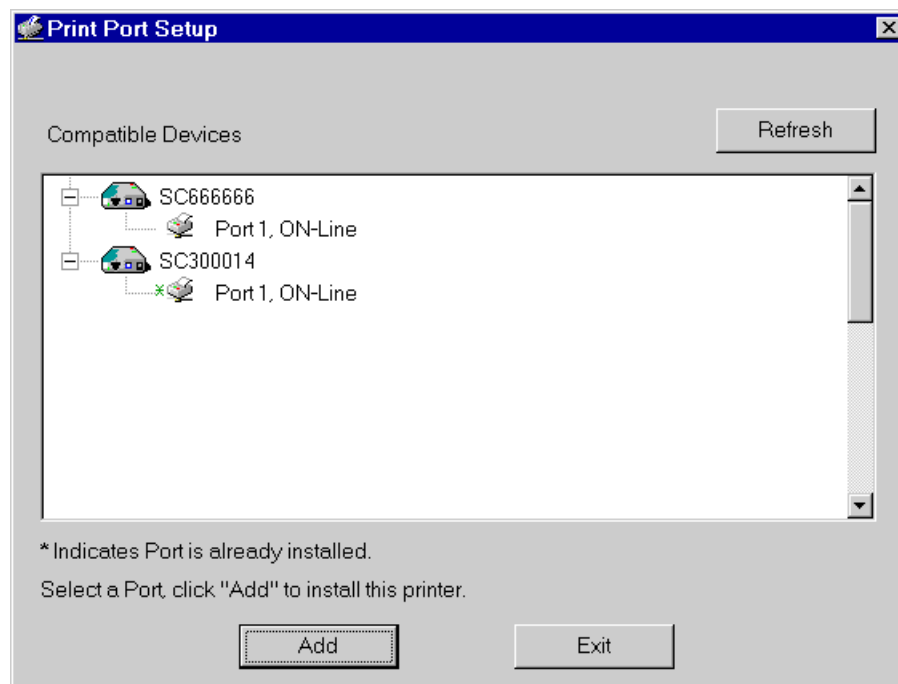 Print Port Setup
Compatible Devices
Refresh
SC666666
Port 1, ON-Line
SC300014
* Port 1, ON-Line
* Indicates Port is already installed.
Select a Port, click "Add" to install this printer.
Add
Exit